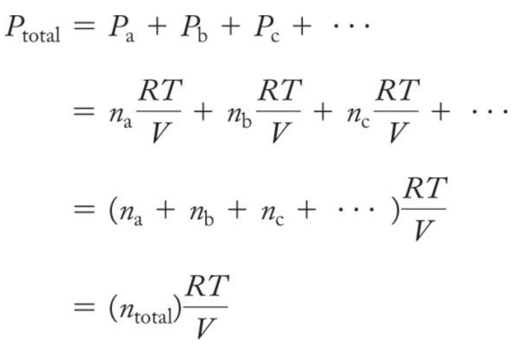 P_total = P_a + P_b + P_c + ···
= n_a RT/V + n_b RT/V + n_c RT/V + ···
= (n_a + n_b + n_c + ··· ) RT/V
= (n_total) RT/V